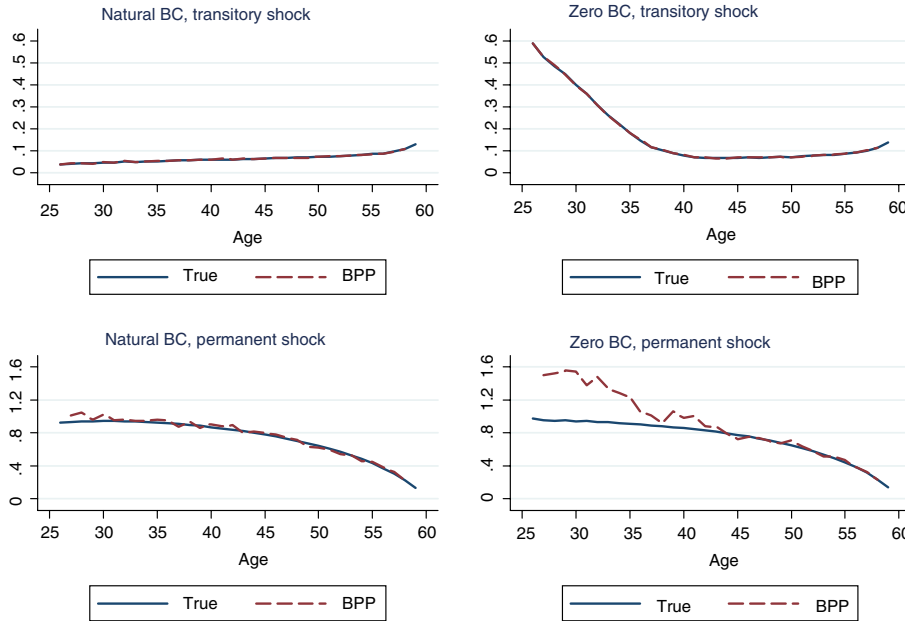 Natural BC, transitory shock
.6
.5
.4
.3
.2
.1
0
25 30 35 40 45 50 55 60
Age
True BPP
Zero BC, transitory shock
.6
.5
.4
.3
.2
.1
0
25 30 35 40 45 50 55 60
Age
True BPP
Natural BC, permanent shock
1.6
1.2
.8
.4
0
25 30 35 40 45 50 55 60
Age
True BPP
Zero BC, permanent shock
1.6
1.2
.8
.4
0
25 30 35 40 45 50 55 60
Age
True BPP